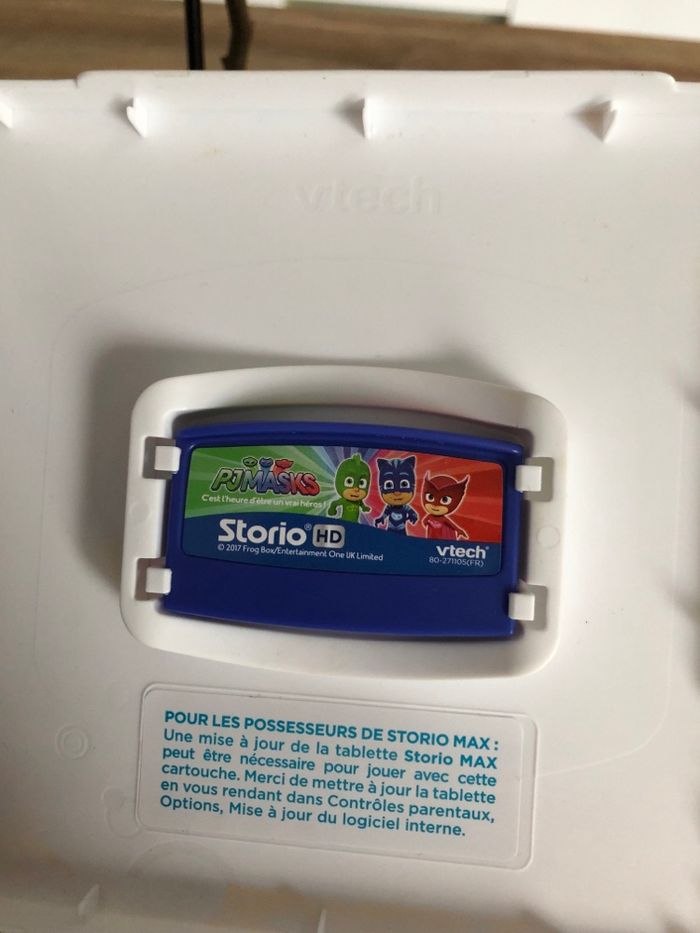 vtech
PJMASKS
C'est l'heure d'être un vrai héros !
Storio® HD
© 2017 Frog Box/Entertainment One UK Limited
vtech®
80-271105(FR)
POUR LES POSSESSEURS DE STORIO MAX :
Une mise à jour de la tablette Storio MAX
peut être nécessaire pour jouer avec cette
cartouche. Merci de mettre à jour la tablette
en vous rendant dans Contrôles parentaux,
Options, Mise à jour du logiciel interne.